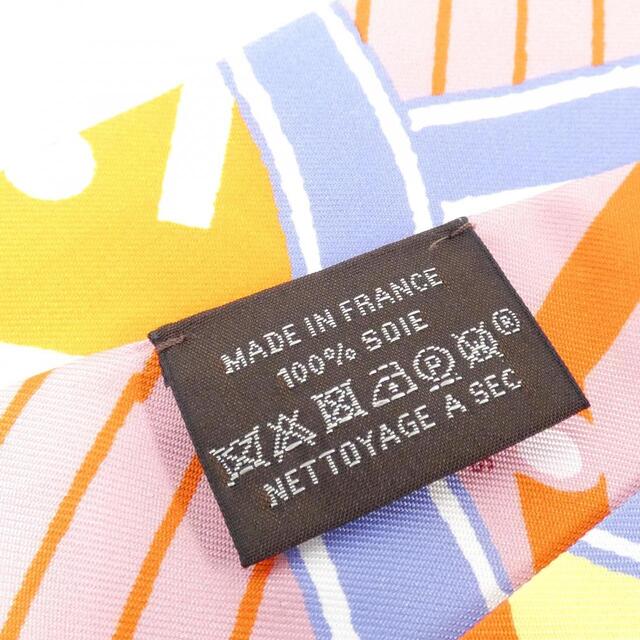 MADE IN FRANCE
100% SOIE
P ®
NETTOYAGE A SEC